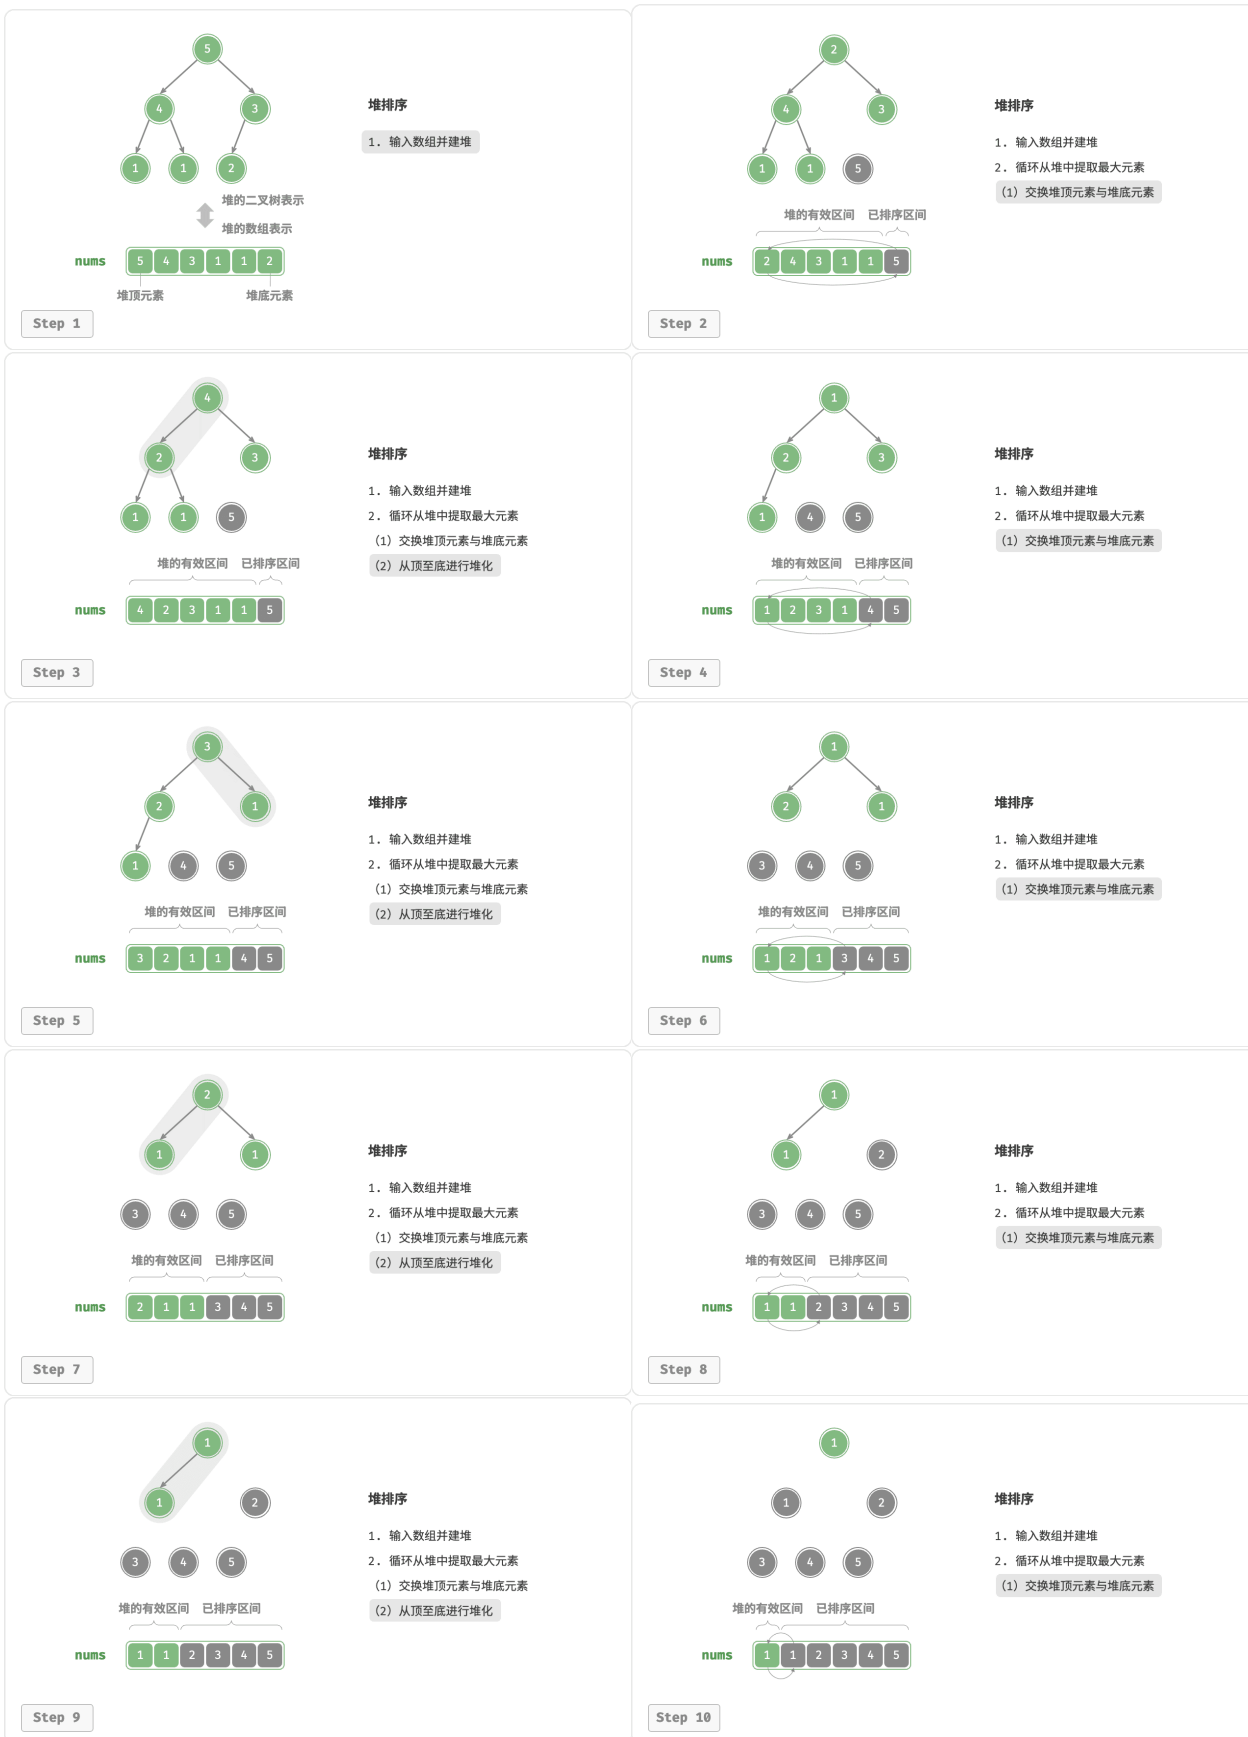 5
4 3
1 1 2
堆的二叉树表示
堆的数组表示
nums 5 4 3 1 1 2
堆顶元素 堆底元素
堆排序
1. 输入数组并建堆
Step 1
2
4 3
1 1 5
堆的有效区间 已排序区间
nums 2 4 3 1 1 5
堆排序
1. 输入数组并建堆
2. 循环从堆中提取最大元素
（1）交换堆顶元素与堆底元素
Step 2
4
2 3
1 1 5
堆的有效区间 已排序区间
nums 4 2 3 1 1 5
堆排序
1. 输入数组并建堆
2. 循环从堆中提取最大元素
（1）交换堆顶元素与堆底元素
（2）从顶至底进行堆化
Step 3
1
2 3
1 4 5
堆的有效区间 已排序区间
nums 1 2 3 1 4 5
堆排序
1. 输入数组并建堆
2. 循环从堆中提取最大元素
（1）交换堆顶元素与堆底元素
Step 4
3
2 1
1 4 5
堆的有效区间 已排序区间
nums 3 2 1 1 4 5
堆排序
1. 输入数组并建堆
2. 循环从堆中提取最大元素
（1）交换堆顶元素与堆底元素
（2）从顶至底进行堆化
Step 5
1
2 1
3 4 5
堆的有效区间 已排序区间
nums 1 2 1 3 4 5
堆排序
1. 输入数组并建堆
2. 循环从堆中提取最大元素
（1）交换堆顶元素与堆底元素
Step 6
2
1 1
3 4 5
堆的有效区间 已排序区间
nums 2 1 1 3 4 5
堆排序
1. 输入数组并建堆
2. 循环从堆中提取最大元素
（1）交换堆顶元素与堆底元素
（2）从顶至底进行堆化
Step 7
1
1 2
3 4 5
堆的有效区间 已排序区间
nums 1 1 2 3 4 5
堆排序
1. 输入数组并建堆
2. 循环从堆中提取最大元素
（1）交换堆顶元素与堆底元素
Step 8
1
1 2
3 4 5
堆的有效区间 已排序区间
nums 1 1 2 3 4 5
堆排序
1. 输入数组并建堆
2. 循环从堆中提取最大元素
（1）交换堆顶元素与堆底元素
（2）从顶至底进行堆化
Step 9
1
1 2
3 4 5
堆的有效区间 已排序区间
nums 1 1 2 3 4 5
堆排序
1. 输入数组并建堆
2. 循环从堆中提取最大元素
（1）交换堆顶元素与堆底元素
Step 10